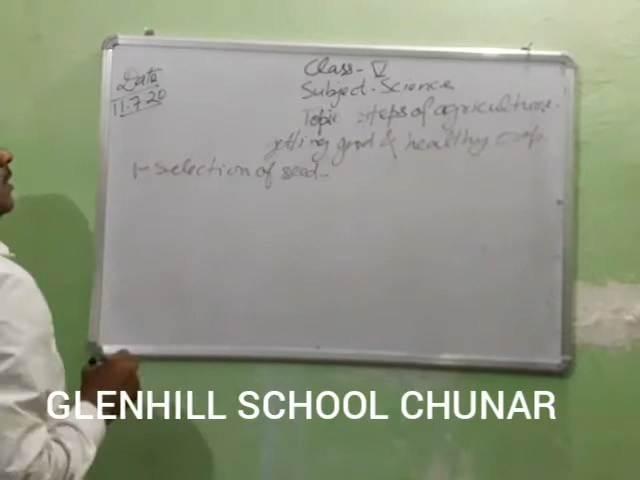 Date
11.7.20
Class- V
Subject. Science
Topic steps of agriculture.
getting good & healthy crop
1- Selection of seed-
GLENHILL SCHOOL CHUNAR